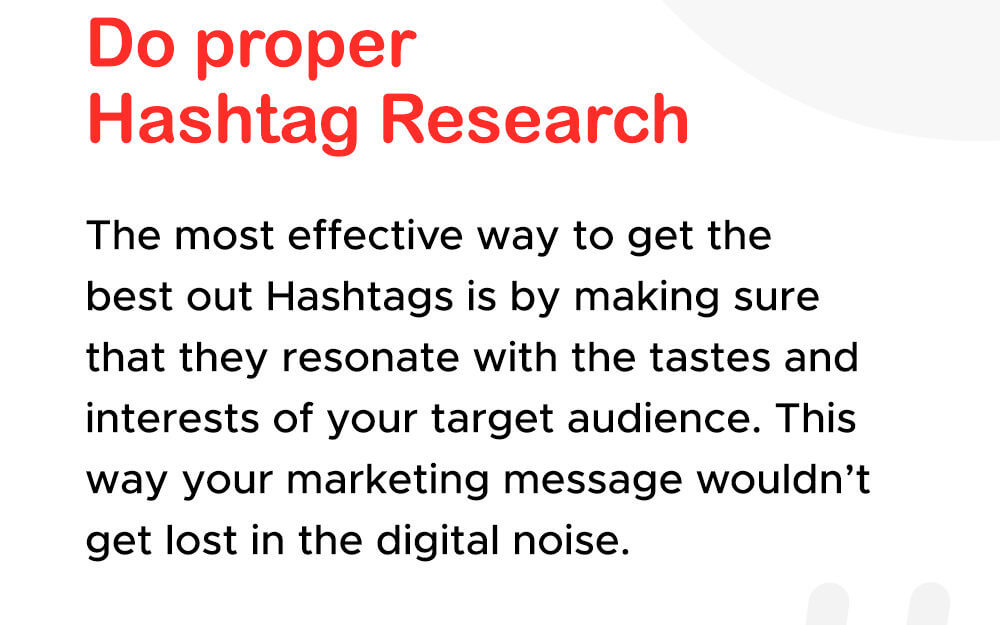 Do proper
Hashtag Research
The most effective way to get the
best out Hashtags is by making sure
that they resonate with the tastes and
interests of your target audience. This
way your marketing message wouldn’t
get lost in the digital noise.